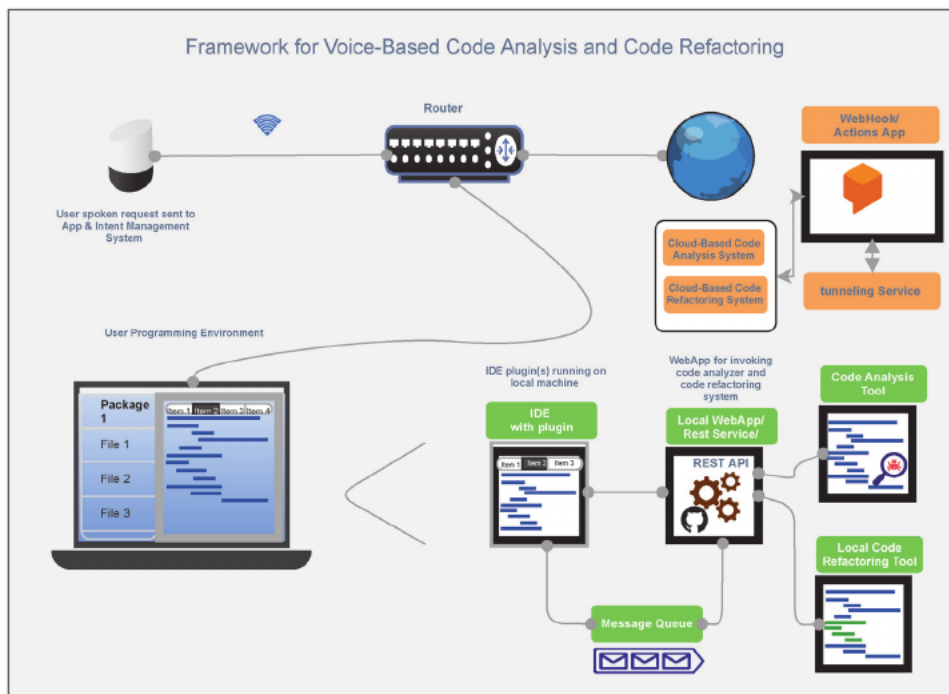 Framework for Voice-Based Code Analysis and Code Refactoring
Router
WebHook/
Actions App
User spoken request sent to
App & Intent Management
System
Cloud-Based Code
Analysis System
Cloud-Based Code
Refactoring System
tunneling Service
User Programming Environment
IDE plugin(s) running on
local machine
WebApp for invoking
code analyzer and
code refactoring
system
Code Analysis
Tool
Package
1
File 1
File 2
File 3
Item 1 Item 2 Item 3 Item 4
IDE
with plugin
Item 1 Item 2 Item 3
Local WebApp/
Rest Service/
REST API
Local Code
Refactoring Tool
Message Queue